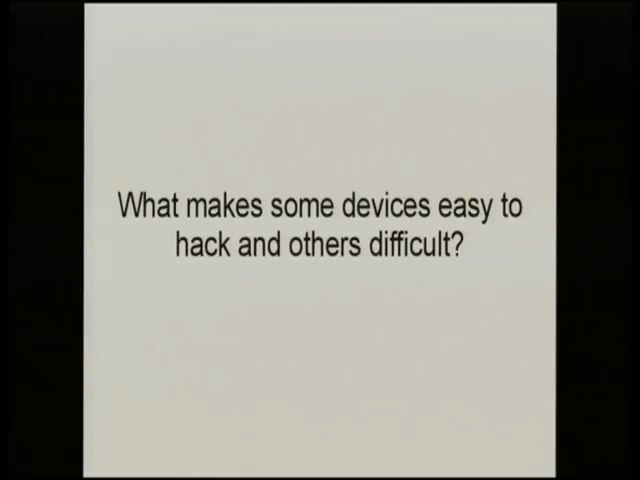 What makes some devices easy to
hack and others difficult?